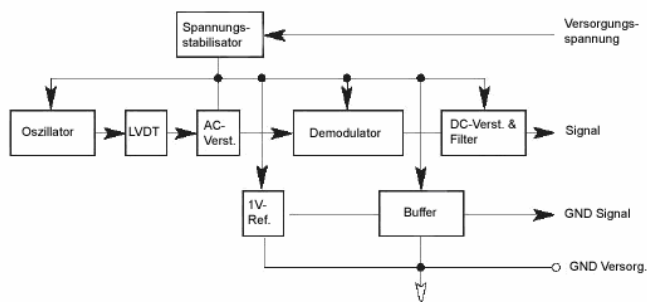 Spannungs-
stabilisator
Versorgungs-
spannung
Oszillator
LVDT
AC-
Verst.
Demodulator
DC-Verst. &
Filter
Signal
1V-
Ref.
Buffer
GND Signal
GND Versorg.